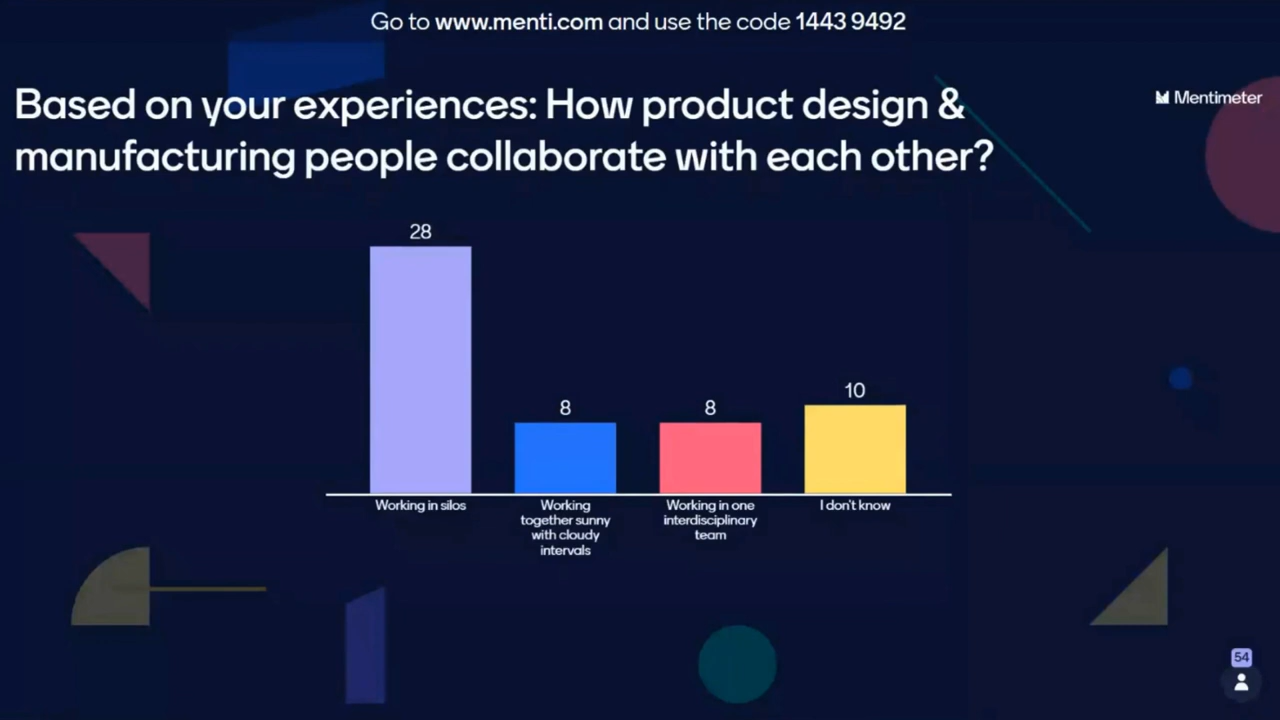 Go to www.menti.com and use the code 1443 9492
Based on your experiences: How product design &
manufacturing people collaborate with each other?
Mentimeter
28
8
8
10
Working in silos
Working
together sunny
with cloudy
intervals
Working in one
interdisciplinary
team
I don't know
54